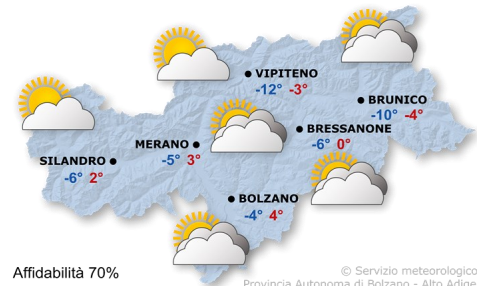 VIPITENO
-12° -3°
BRUNICO
-10° -4°
BRESSANONE
-6° 0°
MERANO
-5° 3°
SILANDRO
-6° 2°
BOLZANO
-4° 4°
Affidabilità 70%
© Servizio meteorologico
Provincia Autonoma di Bolzano - Alto Adige